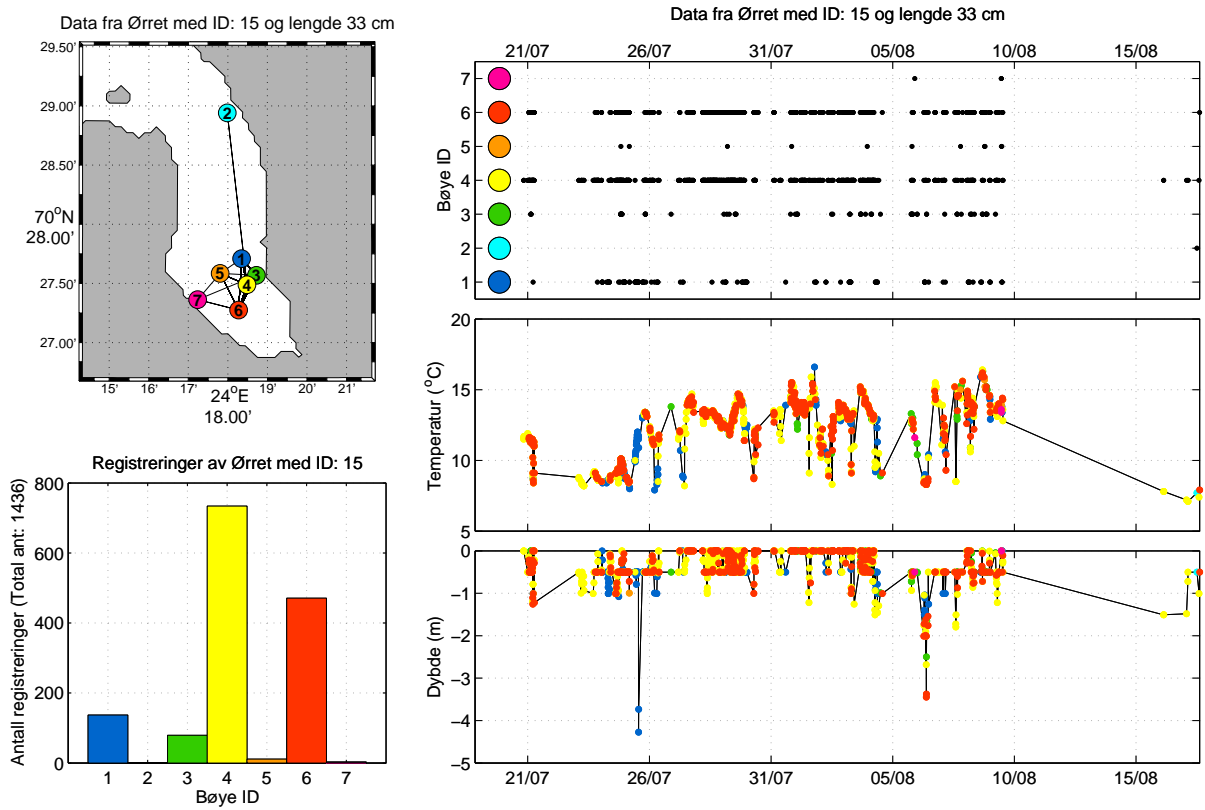 Data fra Ørret med ID: 15 og lengde 33 cm
29.50'
29.00'
28.50'
70°N
28.00'
27.50'
27.00'
2
1
5
3
4
7
6
15' 16' 17' 18' 19' 20' 21'
24°E
18.00'
Registreringer av Ørret med ID: 15
Antall registreringer (Total ant: 1436)
800
600
400
200
0
1 2 3 4 5 6 7
Bøye ID
Data fra Ørret med ID: 15 og lengde 33 cm
21/07 26/07 31/07 05/08 10/08 15/08
Bøye ID
7
6
5
4
3
2
1
Temperatur (°C)
20
15
10
5
Dybde (m)
0
−1
−2
−3
−4
−5
21/07 26/07 31/07 05/08 10/08 15/08